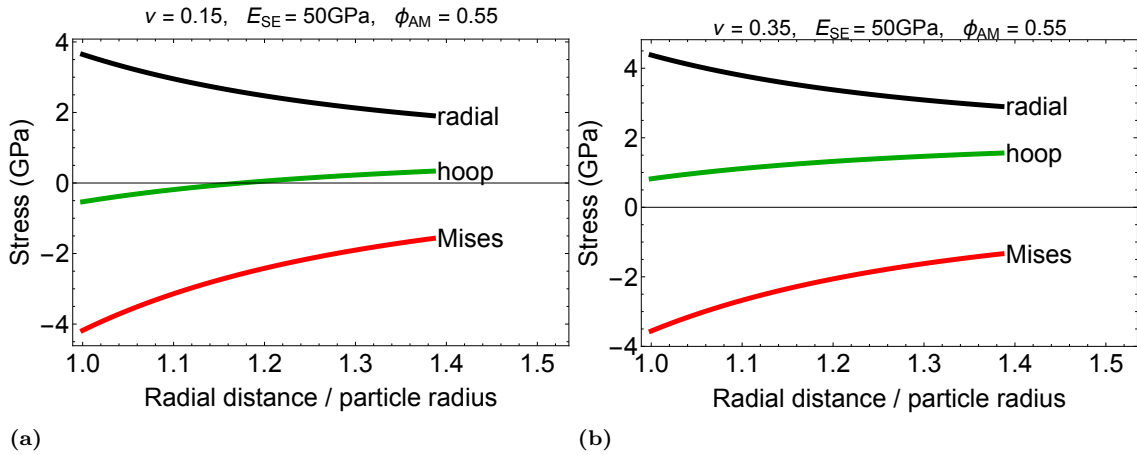 ν = 0.15, E_SE = 50GPa, ϕ_AM = 0.55
4
2
0
−2
−4
Stress (GPa)
radial
hoop
Mises
1.0 1.1 1.2 1.3 1.4 1.5
Radial distance / particle radius
(a)
ν = 0.35, E_SE = 50GPa, ϕ_AM = 0.55
4
2
0
−2
−4
Stress (GPa)
radial
hoop
Mises
1.0 1.1 1.2 1.3 1.4 1.5
Radial distance / particle radius
(b)